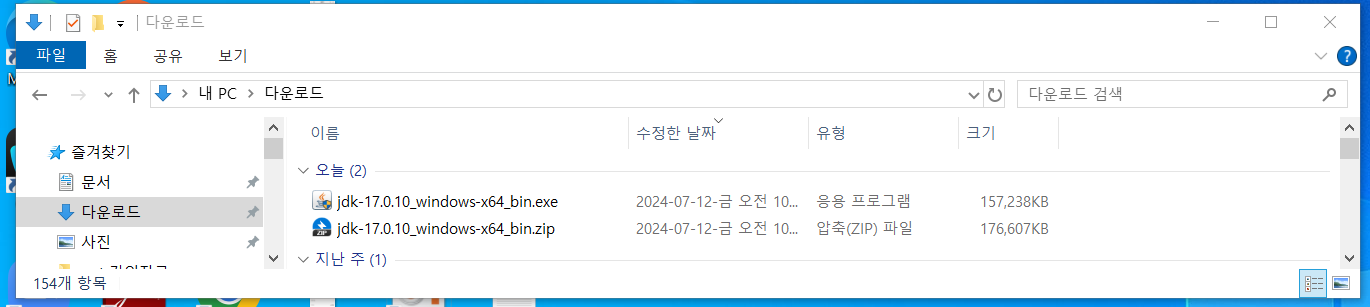 다운로드
파일 홈 공유 보기
내 PC 다운로드 다운로드 검색
이름 수정한 날짜 유형 크기
즐겨찾기
문서
다운로드
사진
오늘 (2)
jdk-17.0.10_windows-x64_bin.exe 2024-07-12-금 오전 10... 응용 프로그램 157,238KB
jdk-17.0.10_windows-x64_bin.zip 2024-07-12-금 오전 10... 압축(ZIP) 파일 176,607KB
지난 주 (1)
154개 항목